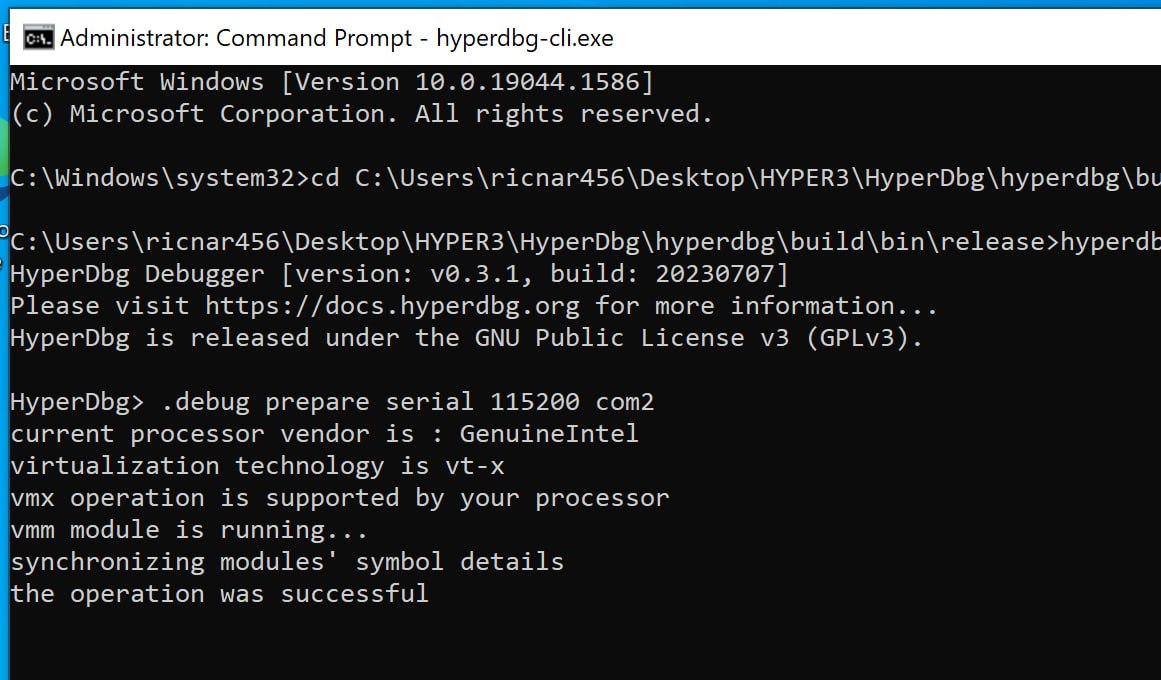 Administrator: Command Prompt - hyperdbg-cli.exe
Microsoft Windows [Version 10.0.19044.1586]
(c) Microsoft Corporation. All rights reserved.
C:\Windows\system32>cd C:\Users\ricnar456\Desktop\HYPER3\HyperDbg\hyperdbg\bu
C:\Users\ricnar456\Desktop\HYPER3\HyperDbg\hyperdbg\build\bin\release>hyperdb
HyperDbg Debugger [version: v0.3.1, build: 20230707]
Please visit https://docs.hyperdbg.org for more information...
HyperDbg is released under the GNU Public License v3 (GPLv3).
HyperDbg> .debug prepare serial 115200 com2
current processor vendor is : GenuineIntel
virtualization technology is vt-x
vmx operation is supported by your processor
vmm module is running...
synchronizing modules' symbol details
the operation was successful